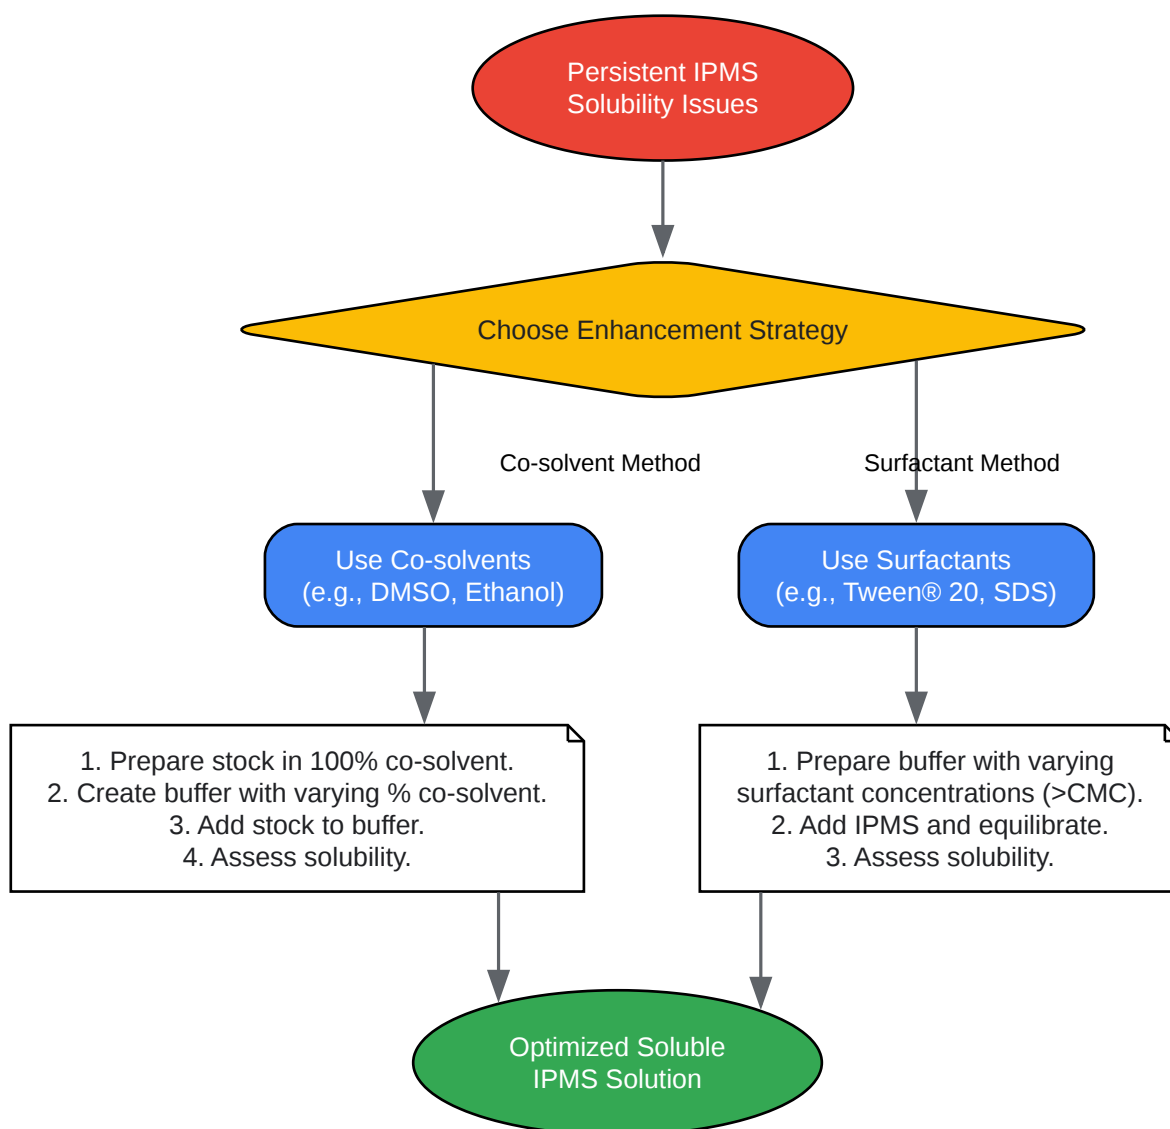 Persistent IPMS
Solubility Issues
Choose Enhancement Strategy
Co-solvent Method
Surfactant Method
Use Co-solvents
(e.g., DMSO, Ethanol)
Use Surfactants
(e.g., Tween® 20, SDS)
1. Prepare stock in 100% co-solvent.
2. Create buffer with varying % co-solvent.
3. Add stock to buffer.
4. Assess solubility.
1. Prepare buffer with varying
surfactant concentrations (>CMC).
2. Add IPMS and equilibrate.
3. Assess solubility.
Optimized Soluble
IPMS Solution